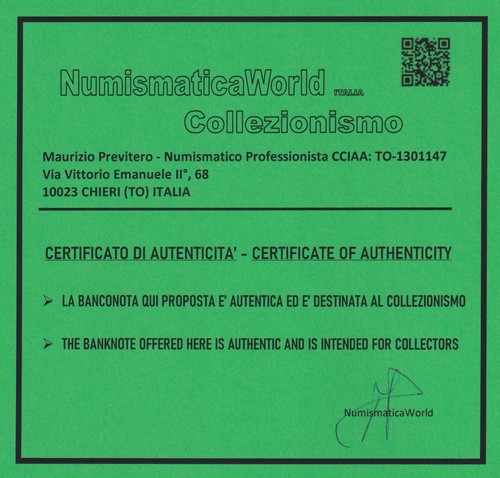 NumismaticaWorld ITALIA
Collezionismo
Maurizio Previtero - Numismatico Professionista CCIAA: TO-1301147
Via Vittorio Emanuele II°, 68
10023 CHIERI (TO) ITALIA
CERTIFICATO DI AUTENTICITA' - CERTIFICATE OF AUTHENTICITY
➢ LA BANCONOTA QUI PROPOSTA E' AUTENTICA ED E' DESTINATA AL COLLEZIONISMO
➢ THE BANKNOTE OFFERED HERE IS AUTHENTIC AND IS INTENDED FOR COLLECTORS
NumismaticaWorld